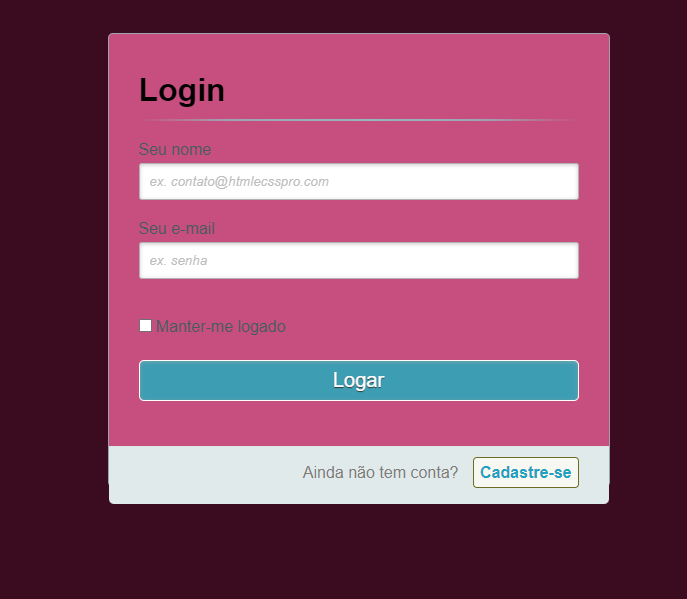 Login
Seu nome
ex. contato@htmlecsspro.com
Seu e-mail
ex. senha
Manter-me logado
Logar
Ainda não tem conta? Cadastre-se